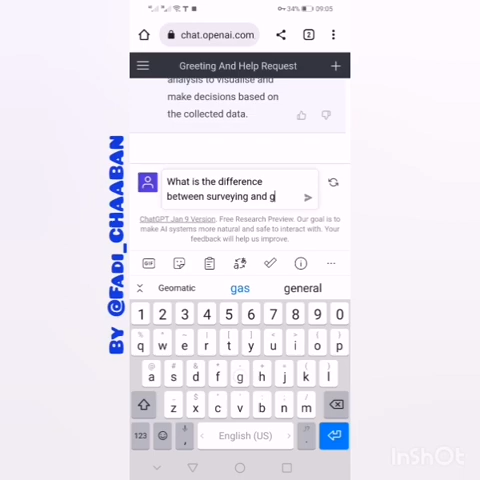 34% 09:05
chat.openai.com
2
Greeting And Help Request
analysis to visualise and
make decisions based on
the collected data.
What is the difference
between surveying and g
ChatGPT Jan 9 Version. Free Research Preview. Our goal is to
make AI systems more natural and safe to interact with. Your
feedback will help us improve.
GIF
Geomatic gas general
1 2 3 4 5 6 7 8 9 0
q w e r t y u i o p
a s d f g h j k l
z x c v b n m
123 , English (US) .
BY @FADI_CHAABAN
InShOt